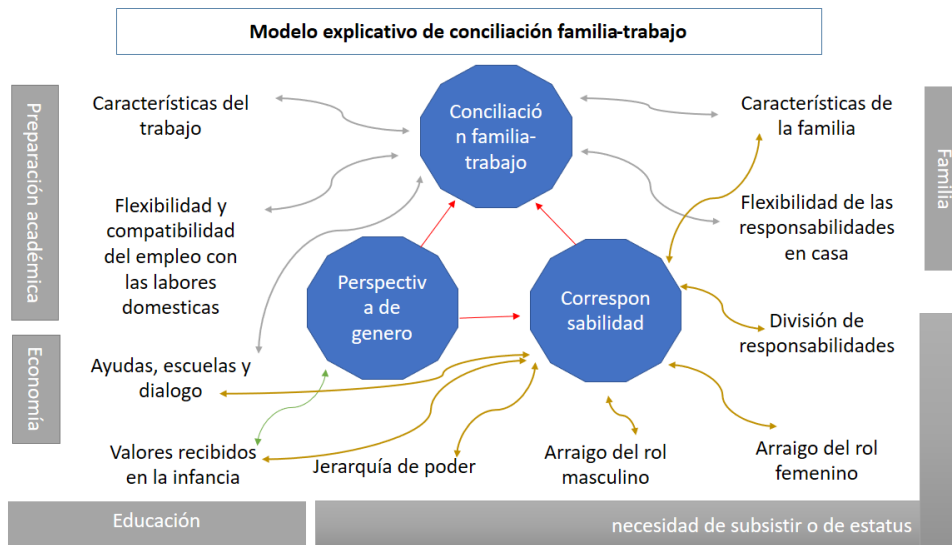 Modelo explicativo de conciliación familia-trabajo
Preparación académica
Características del
trabajo
Conciliació
n familia-
trabajo
Características de
la familia
Familia
Flexibilidad y
compatibilidad
del empleo con
las labores
domesticas
Flexibilidad de las
responsabilidades
en casa
Perspectiv
a de
genero
Correspon
sabilidad
División de
responsabilidades
Economía
Ayudas, escuelas y
dialogo
Valores recibidos
en la infancia
Jerarquía de poder
Arraigo del rol
masculino
Arraigo del rol
femenino
Educación
necesidad de subsistir o de estatus